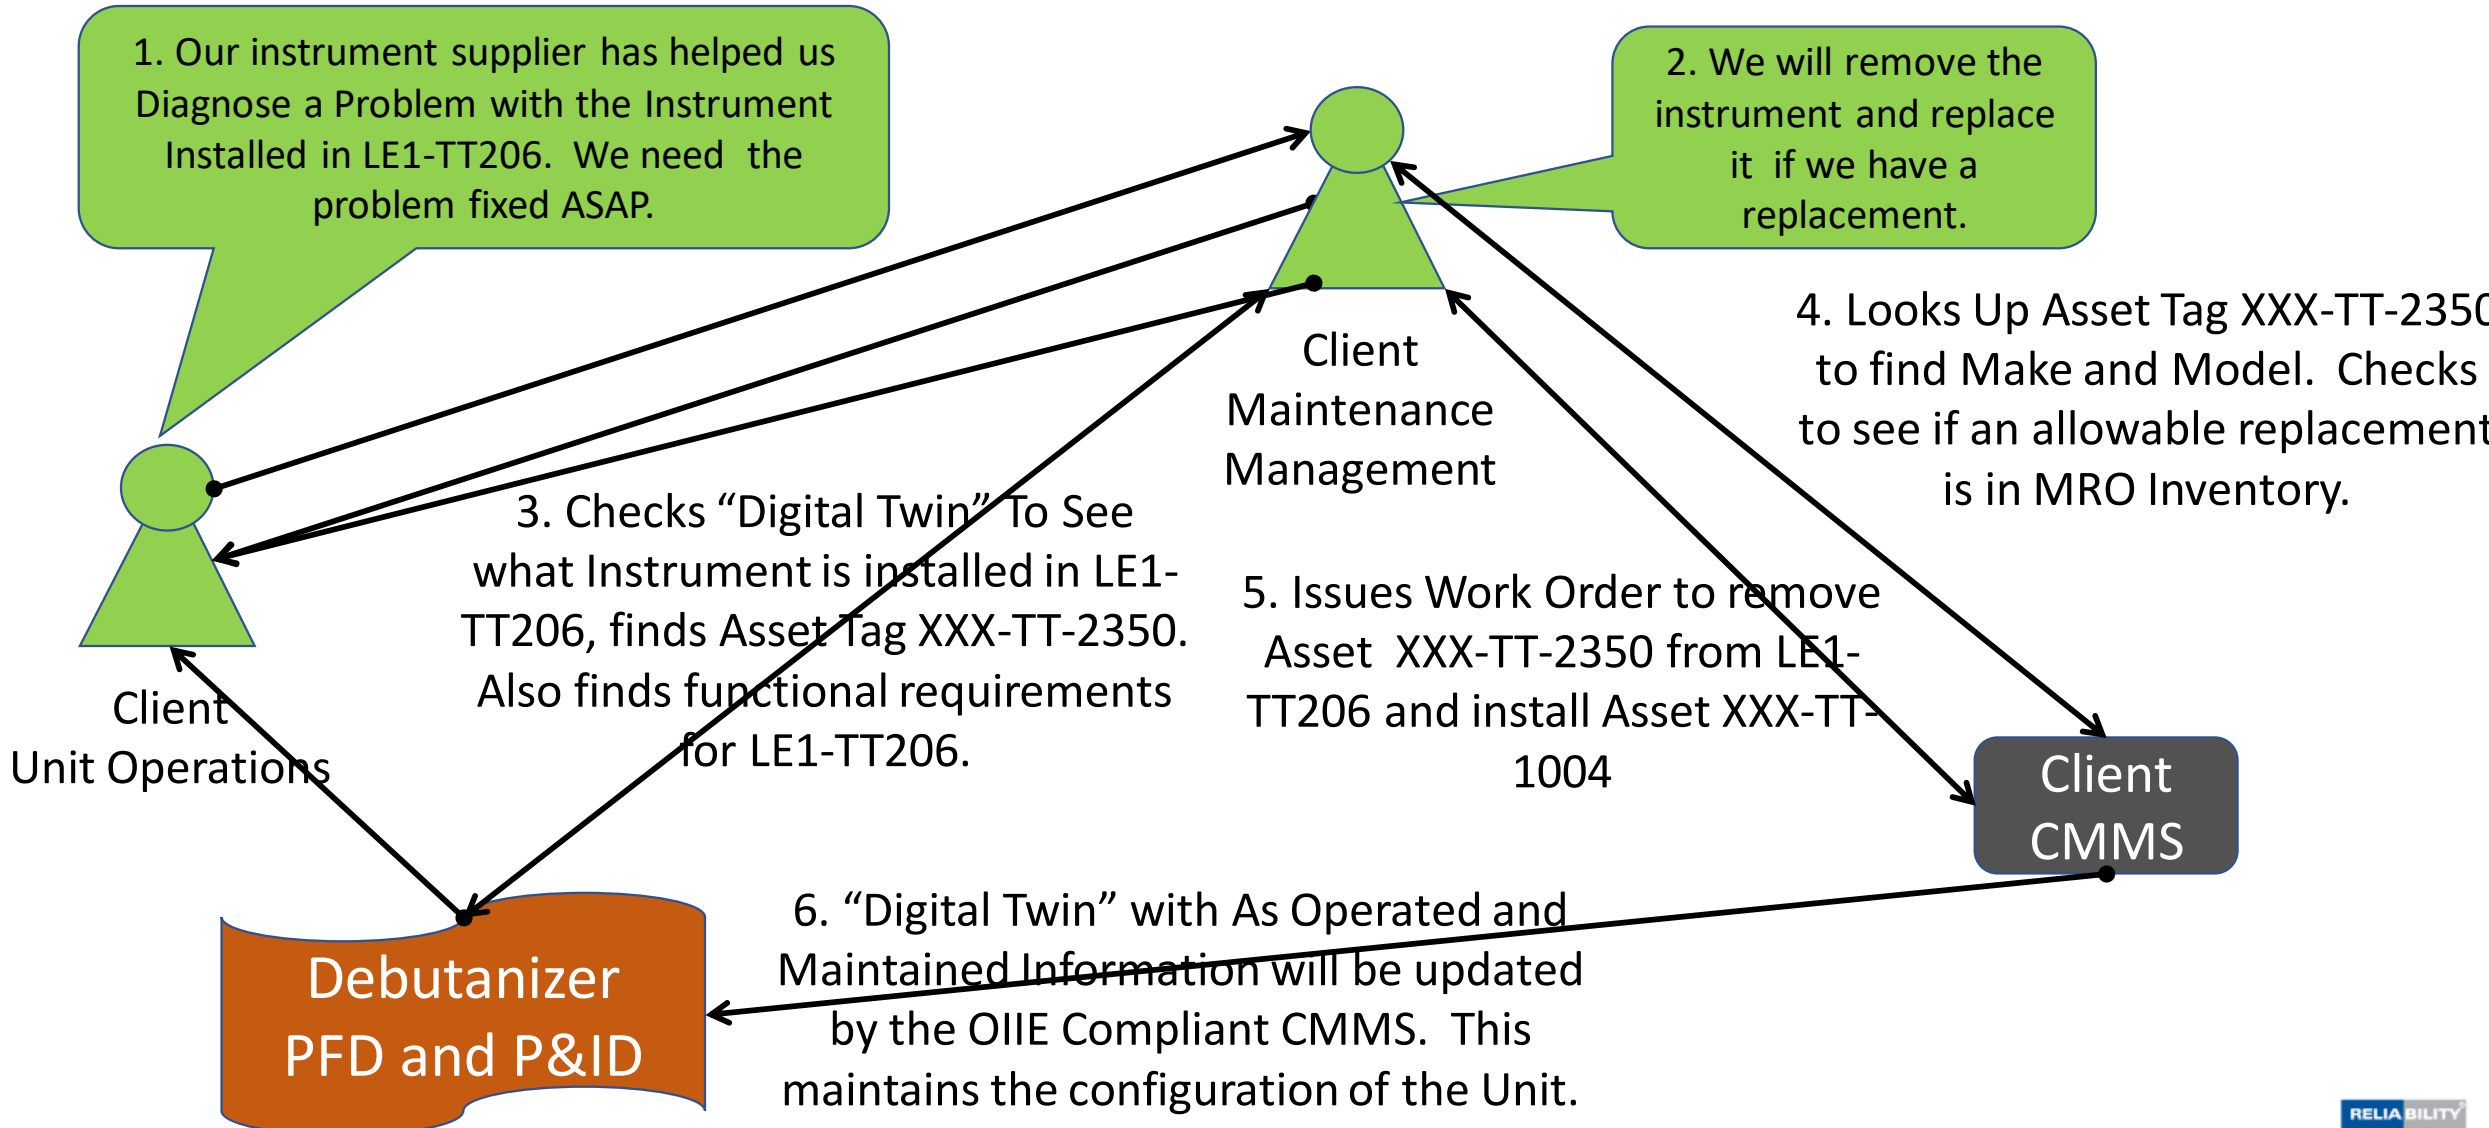 1. Our instrument supplier has helped us
Diagnose a Problem with the Instrument
Installed in LE1-TT206. We need the
problem fixed ASAP.
2. We will remove the
instrument and replace
it if we have a
replacement.
Client
Maintenance
Management
4. Looks Up Asset Tag XXX-TT-2350
to find Make and Model. Checks
to see if an allowable replacement
is in MRO Inventory.
3. Checks “Digital Twin” To See
what Instrument is installed in LE1-
TT206, finds Asset Tag XXX-TT-2350.
Also finds functional requirements
for LE1-TT206.
5. Issues Work Order to remove
Asset XXX-TT-2350 from LE1-
TT206 and install Asset XXX-TT-
1004
Client
Unit Operations
Client
CMMS
Debutanizer
PFD and P&ID
6. “Digital Twin” with As Operated and
Maintained Information will be updated
by the OIIE Compliant CMMS. This
maintains the configuration of the Unit.
RELIABILITY